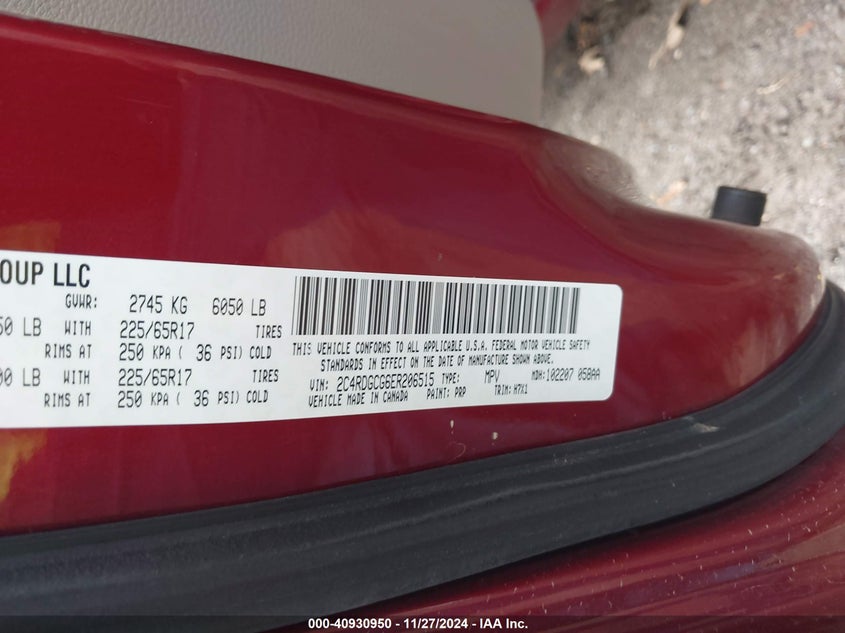 OUP LLC
GVWR: 2745 KG 6050 LB
50 LB WITH 225/65R17 TIRES
RIMS AT 250 KPA ( 36 PSI) COLD
00 LB WITH 225/65R17 TIRES
RIMS AT 250 KPA ( 36 PSI) COLD
THIS VEHICLE CONFORMS TO ALL APPLICABLE U.S.A. FEDERAL MOTOR VEHICLE SAFETY
STANDARDS IN EFFECT ON THE DATE OF MANUFACTURE SHOWN ABOVE.
VIN: 2C4RDGCG6ER206515 TYPE: MPV MDH: 102207 058AA
VEHICLE MADE IN CANADA PAINT: PRP TRIM: H7X1
000-40930950 — 11/27/2024 — IAA Inc.